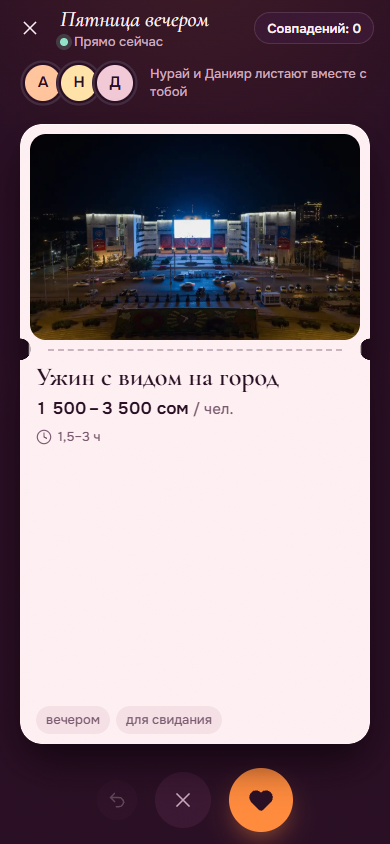 Пятница вечером
Прямо сейчас
Совпадений: 0
А Н Д
Нурай и Данияр листают вместе с
тобой
Ужин с видом на город
1 500 – 3 500 сом / чел.
1,5–3 ч
вечером
для свидания